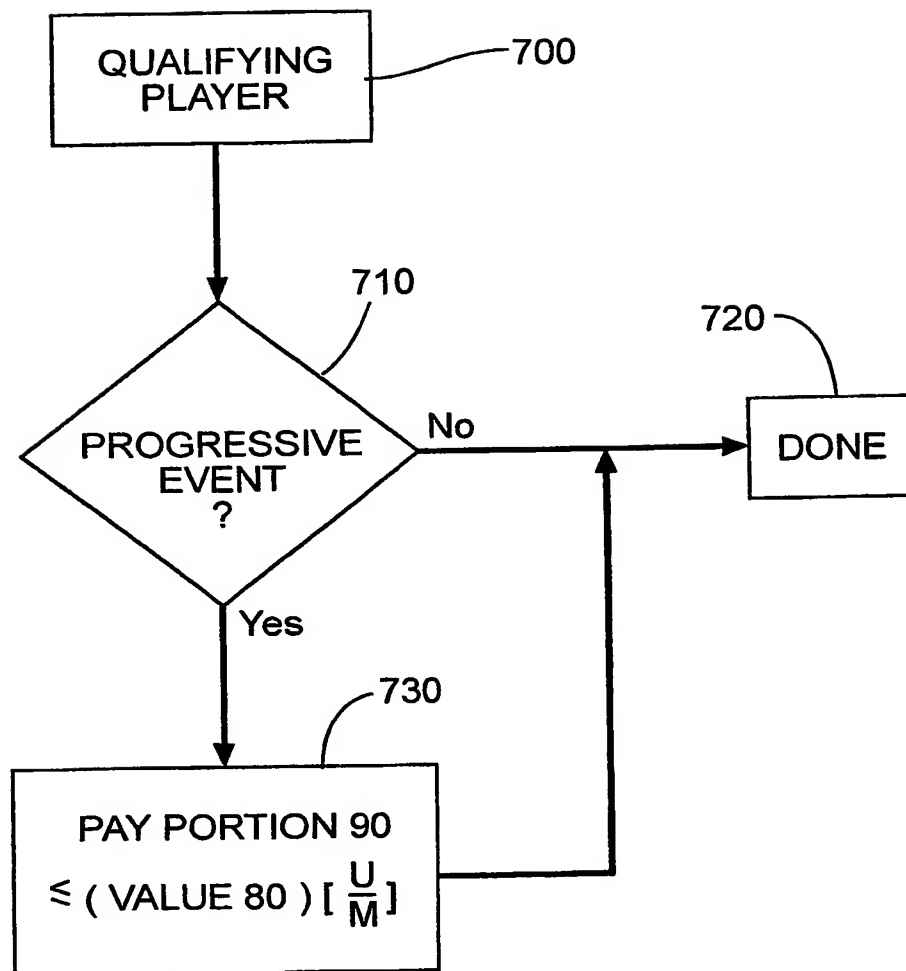 QUALIFYING
PLAYER
700
710
PROGRESSIVE
EVENT
?
No
720
DONE
Yes
730
PAY PORTION 90
≤ ( VALUE 80 ) [ U/M ]